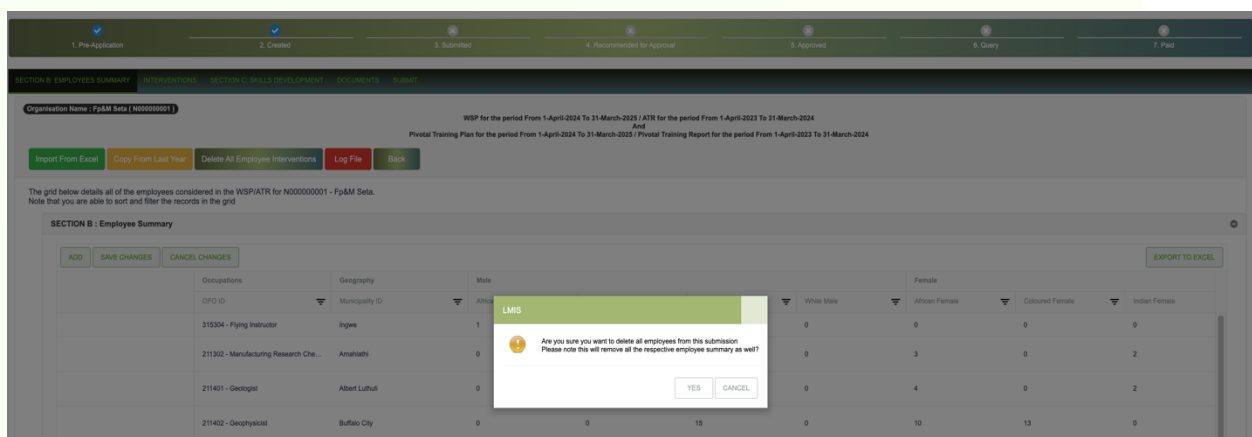 1. Pre-Application 2. Created 3. Submitted 4. Recommended for Approval 5. Approved 6. Query 7. Paid
SECTION B: EMPLOYEES SUMMARY INTERVENTIONS SECTION C: SKILLS DEVELOPMENT DOCUMENTS SUBMIT
Organisation Name : Fp&M Seta ( N000000001 )
WSP for the period From 1-April-2024 To 31-March-2025 / ATR for the period From 1-April-2023 To 31-March-2024
And
Pivotal Training Plan for the period From 1-April-2024 To 31-March-2025 / Pivotal Training Report for the period From 1-April-2023 To 31-March-2024
Import From Excel Copy From Last Year Delete All Employee Interventions Log File Back
The grid below details all of the employees considered in the WSP/ATR for N000000001 - Fp&M Seta.
Note that you are able to sort and filter the records in the grid
SECTION B : Employee Summary
ADD SAVE CHANGES CANCEL CHANGES EXPORT TO EXCEL
Occupations Geography Male Female
OFO ID Municipality ID White Male African Female Coloured Female Indian Female
LMIS
315304 - Flying Instructor Ingwe 1 0 0 0 0
Are you sure you want to delete all employees from this submission
Please note this will remove all the respective employee summary as well?
211302 - Manufacturing Research Che... Amahlathi 0 0 3 0 2
YES CANCEL
211401 - Geologist Albert Luthuli 0 0 4 0 2
211402 - Geophysicist Buffalo City 0 0 15 0 10 13 0